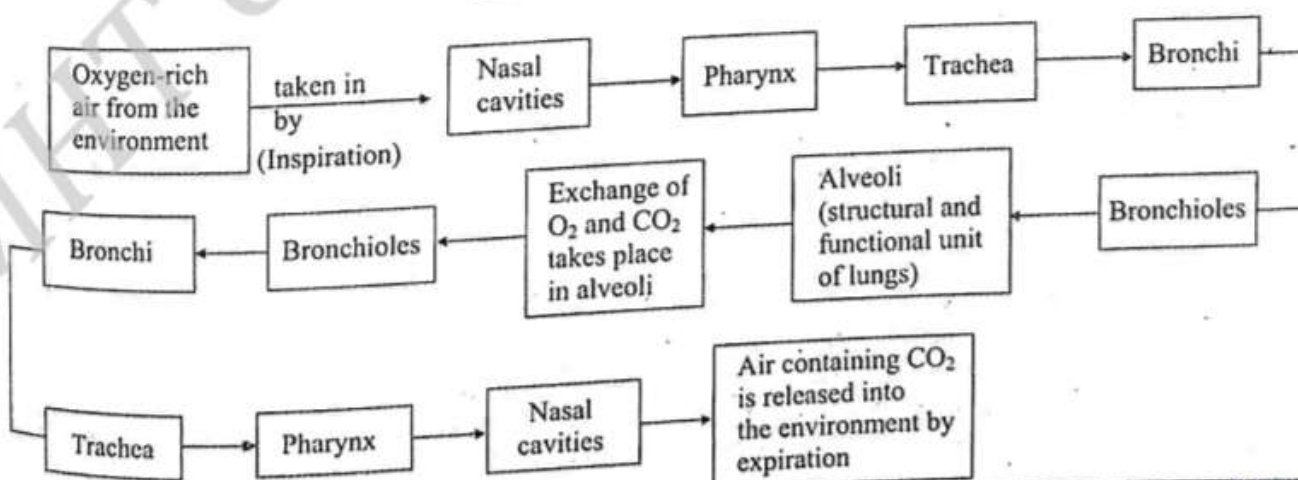 Oxygen-rich
air from the
environment
taken in
by
(Inspiration)
Nasal
cavities
Pharynx
Trachea
Bronchi
Bronchioles
Alveoli
(structural and
functional unit
of lungs)
Exchange of
O₂ and CO₂
takes place
in alveoli
Bronchioles
Bronchi
Trachea
Pharynx
Nasal
cavities
Air containing CO₂
is released into
the environment by
expiration